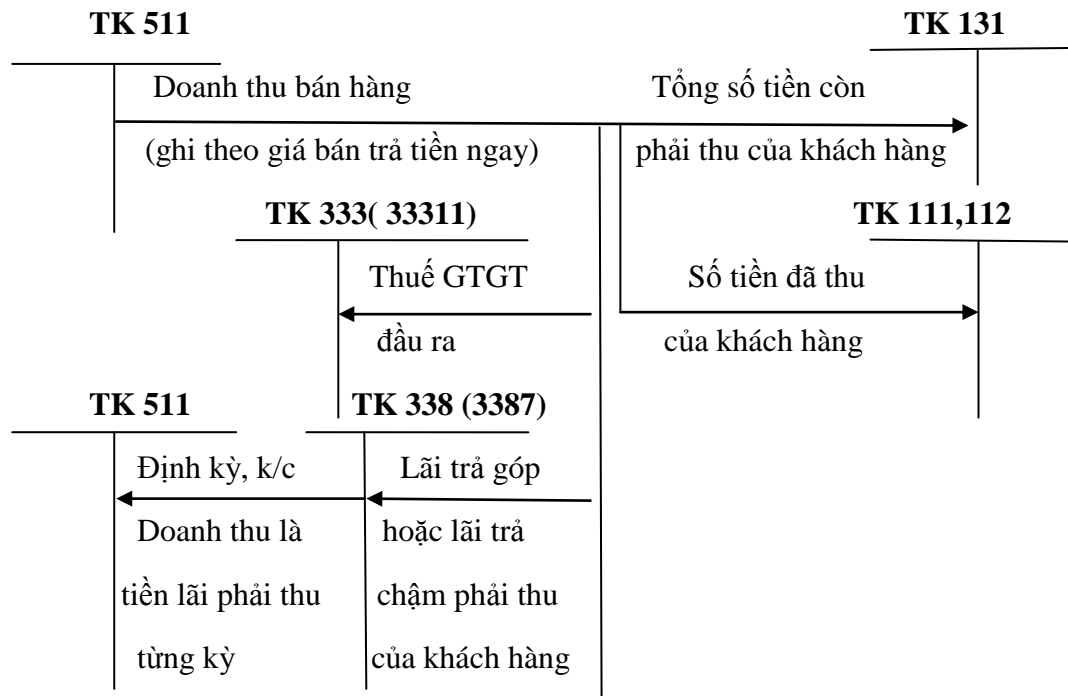 TK 511
TK 131
Doanh thu bán hàng
Tổng số tiền còn
(ghi theo giá bán trả tiền ngay)
phải thu của khách hàng
TK 333( 33311)
TK 111,112
Thuế GTGT
Số tiền đã thu
đầu ra
của khách hàng
TK 511
TK 338 (3387)
Định kỳ, k/c
Lãi trả góp
Doanh thu là
hoặc lãi trả
tiền lãi phải thu
chậm phải thu
từng kỳ
của khách hàng